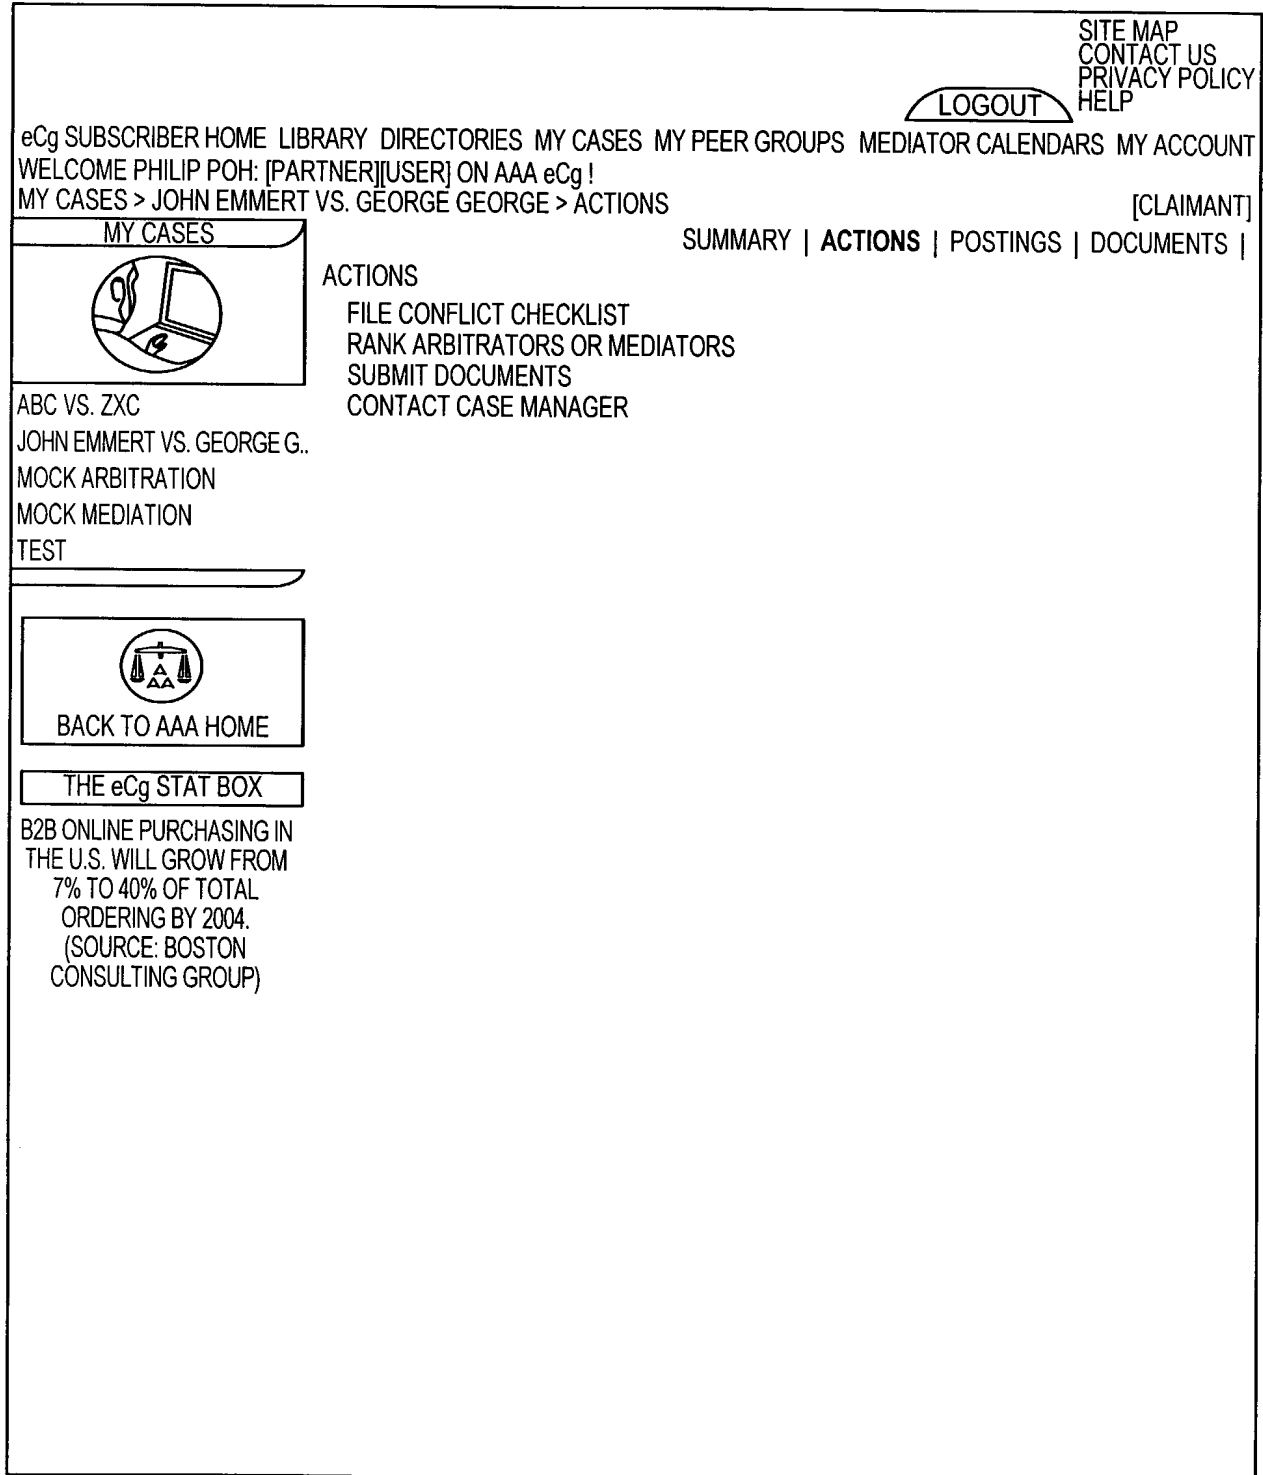 SITE MAP
CONTACT US
PRIVACY POLICY
LOGOUT HELP
eCg SUBSCRIBER HOME LIBRARY DIRECTORIES MY CASES MY PEER GROUPS MEDIATOR CALENDARS MY ACCOUNT
WELCOME PHILIP POH: [PARTNER][USER] ON AAA eCg !
MY CASES > JOHN EMMERT VS. GEORGE GEORGE > ACTIONS [CLAIMANT]
MY CASES
SUMMARY | ACTIONS | POSTINGS | DOCUMENTS |
ACTIONS
FILE CONFLICT CHECKLIST
RANK ARBITRATORS OR MEDIATORS
SUBMIT DOCUMENTS
CONTACT CASE MANAGER
ABC VS. ZXC
JOHN EMMERT VS. GEORGE G..
MOCK ARBITRATION
MOCK MEDIATION
TEST
A
AA
BACK TO AAA HOME
THE eCg STAT BOX
B2B ONLINE PURCHASING IN
THE U.S. WILL GROW FROM
7% TO 40% OF TOTAL
ORDERING BY 2004.
(SOURCE: BOSTON
CONSULTING GROUP)